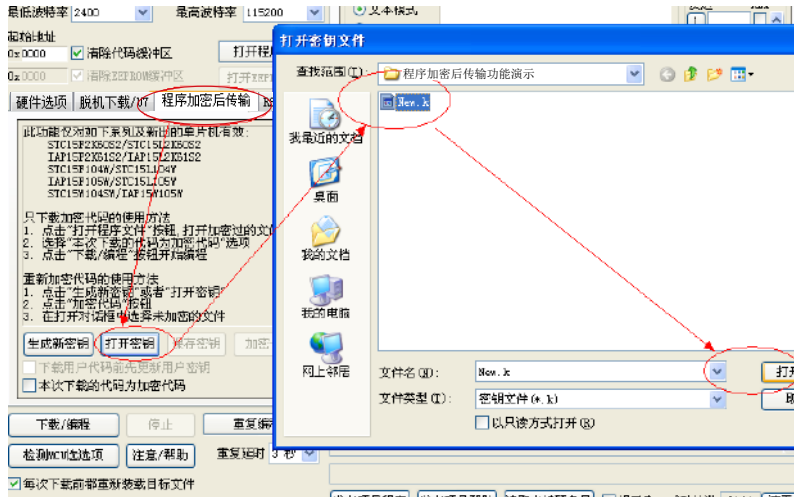 最低波特率 2400 最高波特率 115200 文本模式
起始地址
0x0000 清除代码缓冲区
0x0000 清除EEPROM缓冲区
硬件选项 脱机下载/U7 程序加密后传输
此功能仅对如下系列及新出的单片机有效:
STC15F2K60S2/STC15L2K60S2
IAP15F2K61S2/IAP15L2K61S2
STC15F104W/STC15L104W
IAP15F105W/STC15L105W
STC15W104SW/IAP15W105W
只下载加密代码的使用方法
1. 点击"打开程序文件"按钮,打开加密过的文
2. 选择"本次下载的代码为加密代码"选项
3. 点击"下载/编程"按钮开始编程
重新加密代码的使用方法
1. 点击"生成新密钥"或者"打开密钥"
2. 点击"加密代码"按钮
3. 在打开对话框中选择未加密的文件
生成新密钥 打开密钥 保存密钥
下载用户代码前先更新用户密钥
本次下载的代码为加密代码
下载/编程 停止
检测MCU选项 注意/帮助 重复延时 3 秒
每次下载前都重新装载目标文件
打开密钥文件
查找范围(I): 程序加密后传输功能演示
New.k
我最近的文档
桌面
我的文档
我的电脑
网上邻居
文件名(N): New.k
文件类型(T): 密钥文件(*.k)
以只读方式打开(R)